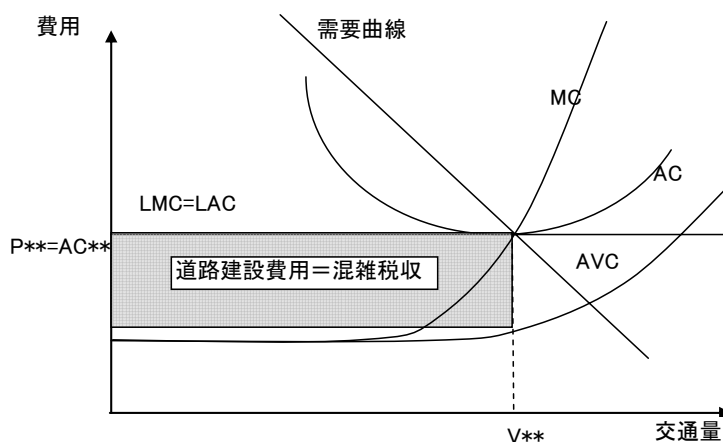 費用
需要曲線
MC
AC
LMC=LAC
P**=AC**
道路建設費用=混雑税収
AVC
V**
交通量